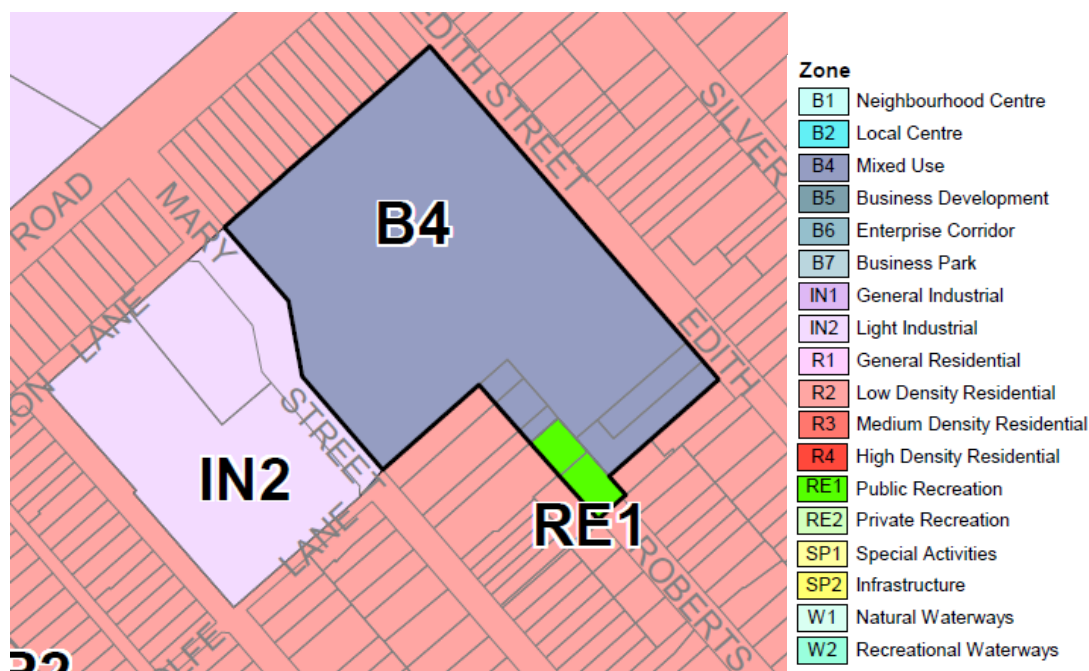 EDITH STREET
SILVER
ROAD
MARY
B4
LANE
ON
EDITH
STREET
IN2
LANE
RE1
ROBERTS
LFE
R2
Zone
B1 Neighbourhood Centre
B2 Local Centre
B4 Mixed Use
B5 Business Development
B6 Enterprise Corridor
B7 Business Park
IN1 General Industrial
IN2 Light Industrial
R1 General Residential
R2 Low Density Residential
R3 Medium Density Residential
R4 High Density Residential
RE1 Public Recreation
RE2 Private Recreation
SP1 Special Activities
SP2 Infrastructure
W1 Natural Waterways
W2 Recreational Waterways